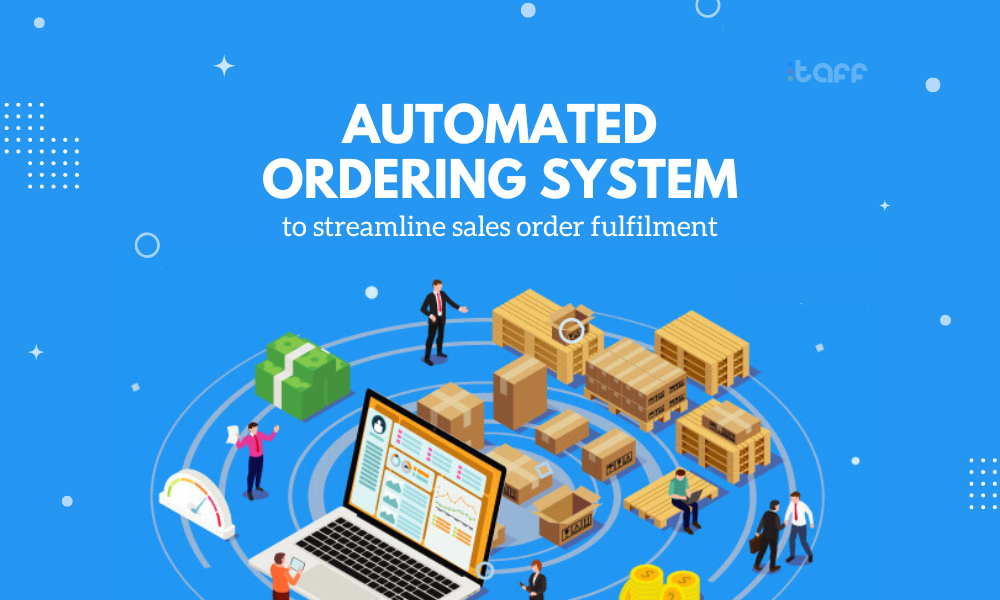 taff
AUTOMATED
ORDERING SYSTEM
to streamline sales order fulfilment